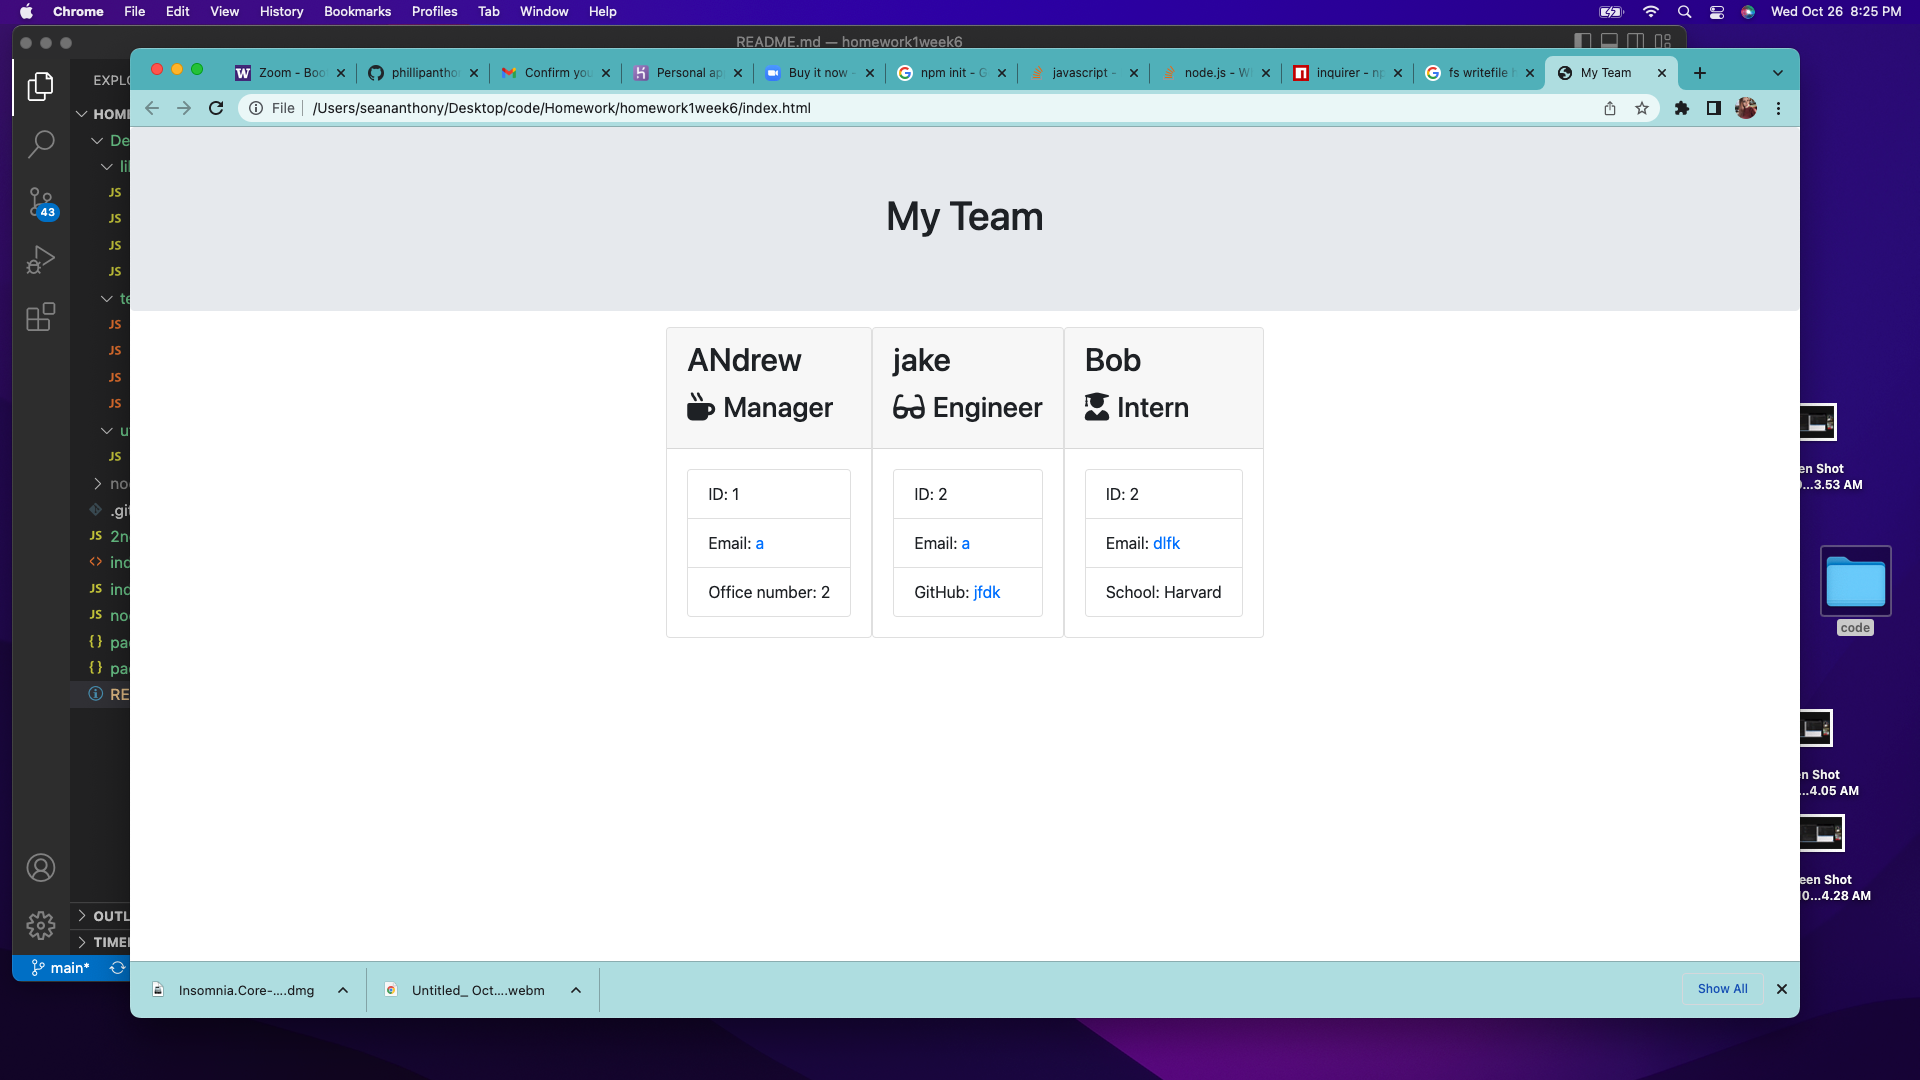 Chrome File Edit View History Bookmarks Profiles Tab Window Help Wed Oct 26 8:25 PM
README.md — homework1week6
Zoom - Boo phillipantho Confirm you Personal ap Buy it now - npm init - G javascript - node.js - W inquirer - np fs writefile h My Team
File /Users/seananthony/Desktop/code/Homework/homework1week6/index.html
EXPLO
HOME
De
lil
JS
JS
JS
JS
te
JS
JS
JS
JS
u
JS
no
.git
JS 2n
<> ind
JS ind
JS no
{} pa
{} pa
RE
43
OUTL
TIME
main*
My Team
ANdrew
Manager
ID: 1
Email: a
Office number: 2
jake
Engineer
ID: 2
Email: a
GitHub: jfdk
Bob
Intern
ID: 2
Email: dlfk
School: Harvard
en Shot
...3.53 AM
code
n Shot
...4.05 AM
een Shot
10...4.28 AM
Insomnia.Core-....dmg Untitled_ Oct....webm Show All